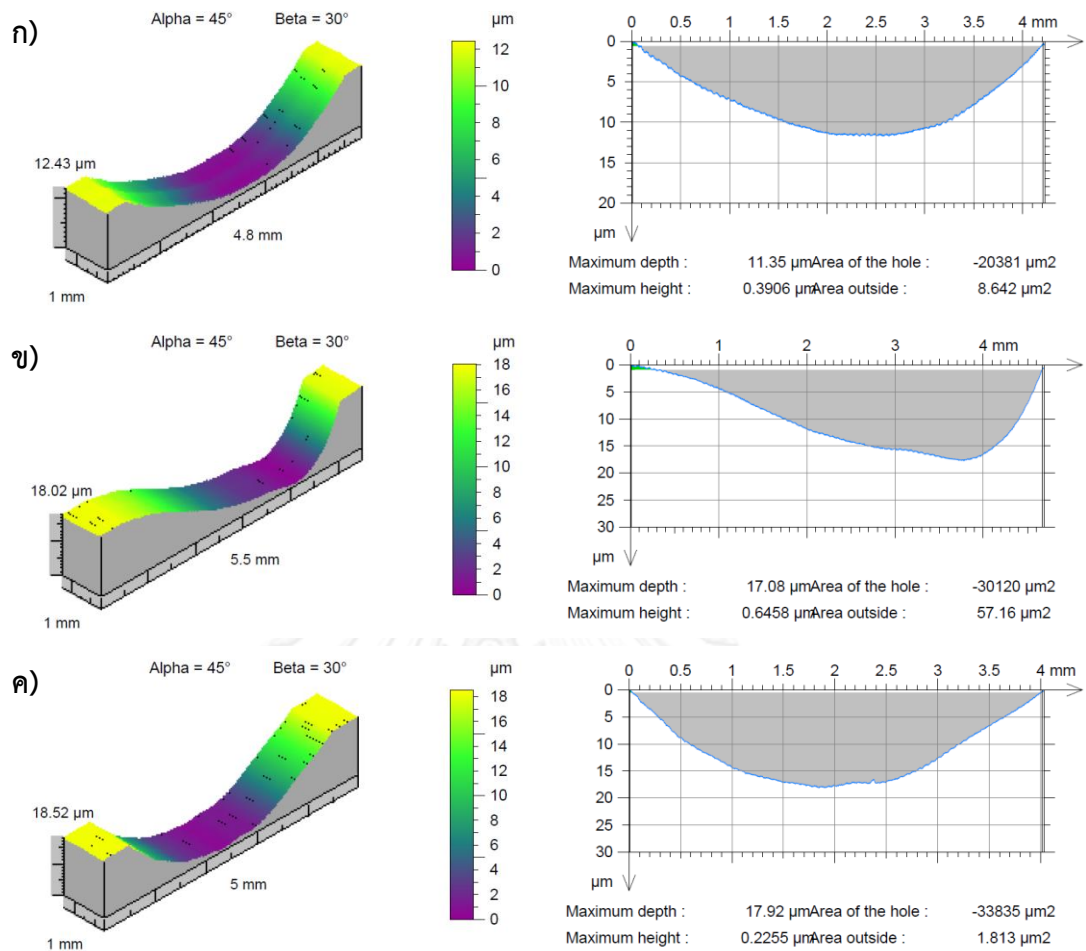 ก)
Alpha = 45° Beta = 30° µm
12
10
8
6
4
2
0
12.43 µm
4.8 mm
1 mm
0 0.5 1 1.5 2 2.5 3 3.5 4 mm
0
5
10
15
20
µm
Maximum depth : 11.35 µm Area of the hole : -20381 µm2
Maximum height : 0.3906 µm Area outside : 8.642 µm2
ข)
Alpha = 45° Beta = 30° µm
18
16
14
12
10
8
6
4
2
0
18.02 µm
5.5 mm
1 mm
0 1 2 3 4 mm
0
5
10
15
20
25
30
µm
Maximum depth : 17.08 µm Area of the hole : -30120 µm2
Maximum height : 0.6458 µm Area outside : 57.16 µm2
ค)
Alpha = 45° Beta = 30° µm
18
16
14
12
10
8
6
4
2
0
18.52 µm
5 mm
1 mm
0 0.5 1 1.5 2 2.5 3 3.5 4 mm
0
5
10
15
20
25
30
µm
Maximum depth : 17.92 µm Area of the hole : -33835 µm2
Maximum height : 0.2255 µm Area outside : 1.813 µm2